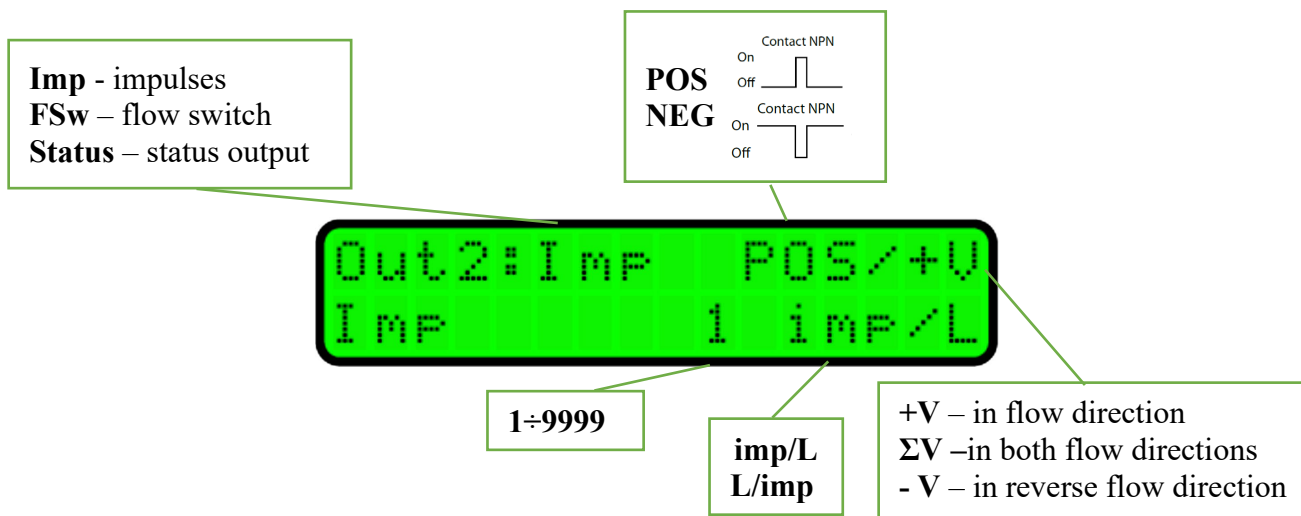 Imp - impulses
FSw – flow switch
Status – status output
POS
NEG
Contact NPN
On
Off
Contact NPN
On
Off
Out2:Imp POS/+V
Imp 1 imp/L
1÷9999
imp/L
L/imp
+V – in flow direction
ΣV –in both flow directions
- V – in reverse flow direction